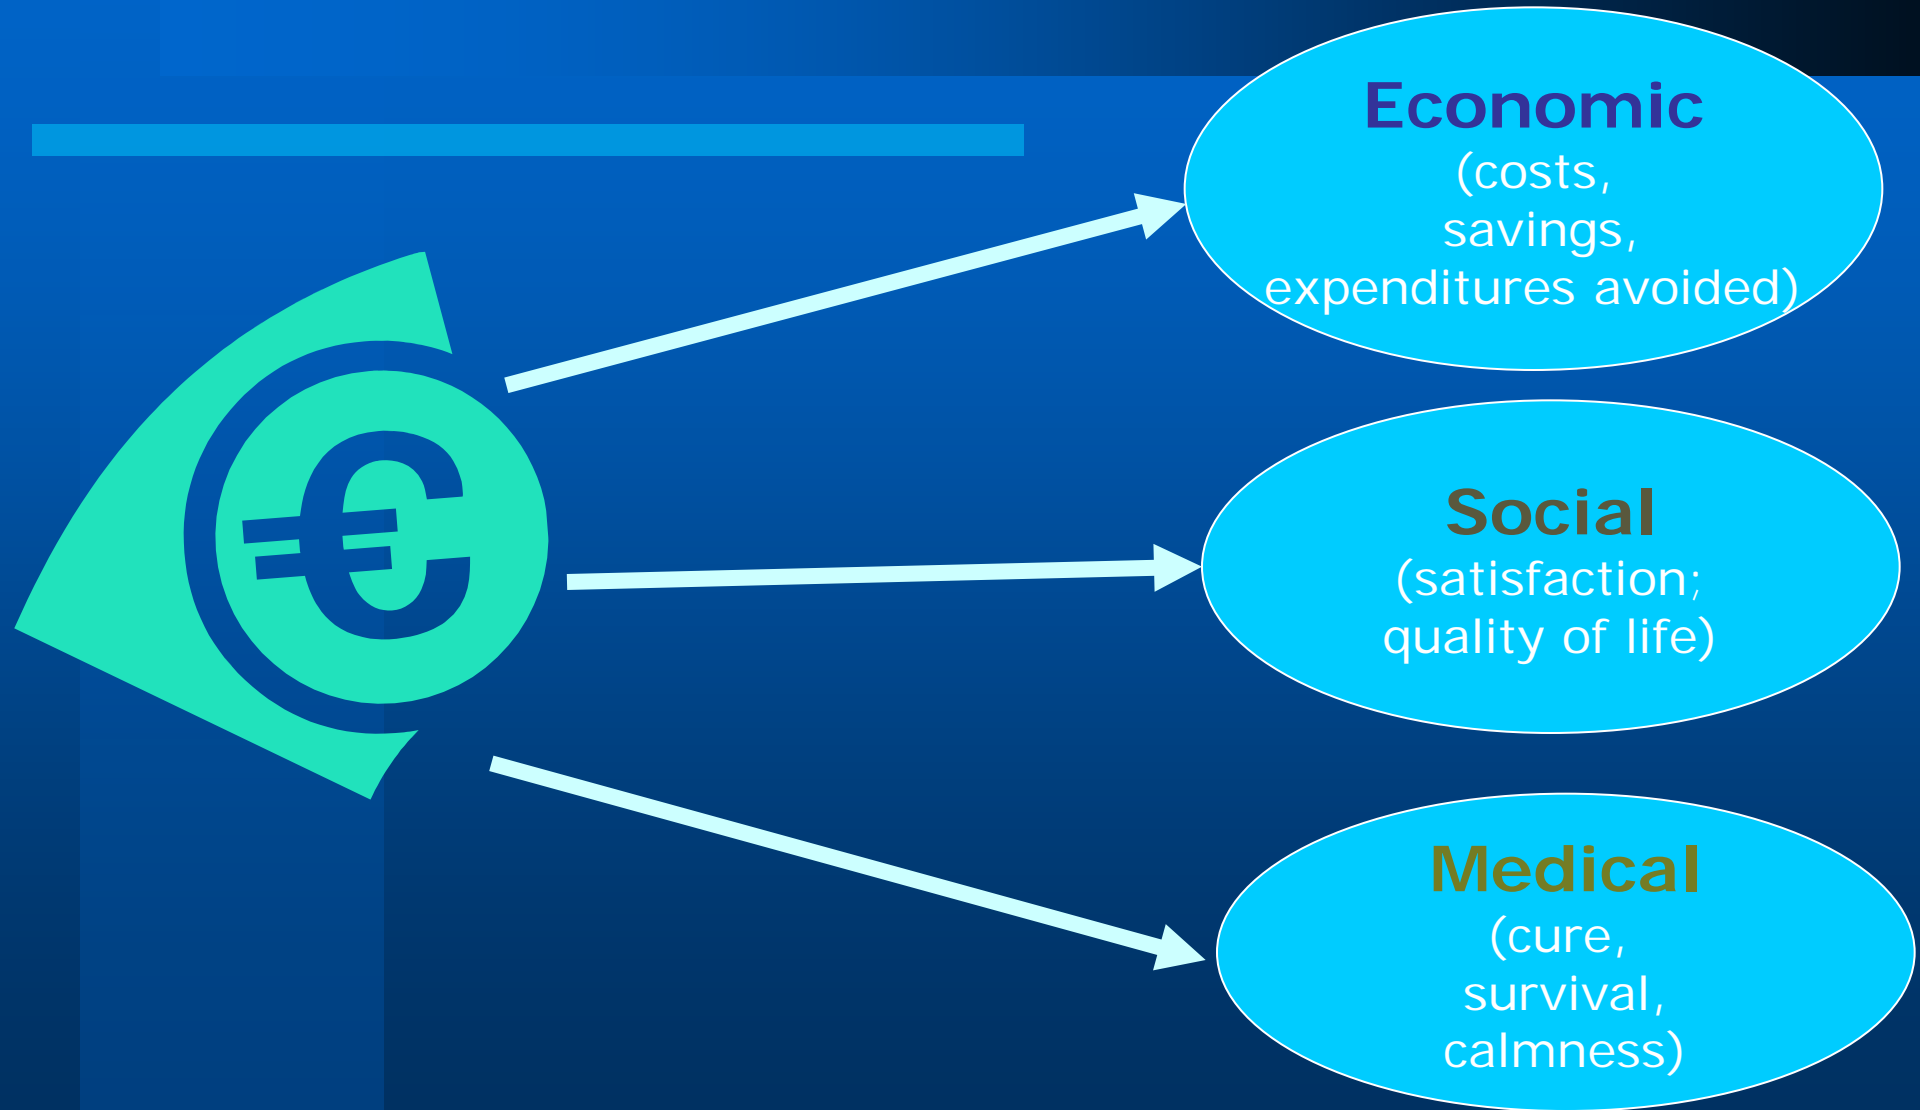 €
Economic
(costs,
savings,
expenditures avoided)
Social
(satisfaction;
quality of life)
Medical
(cure,
survival,
calmness)